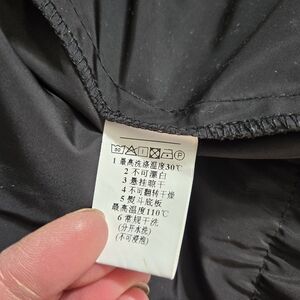 1 最高洗涤温度30℃
2 不可漂白
3 悬挂晾干
4 不可翻转干燥
5 熨斗底板
最高温度110℃
6 常规干洗
(分开水洗)
(不可浸泡)